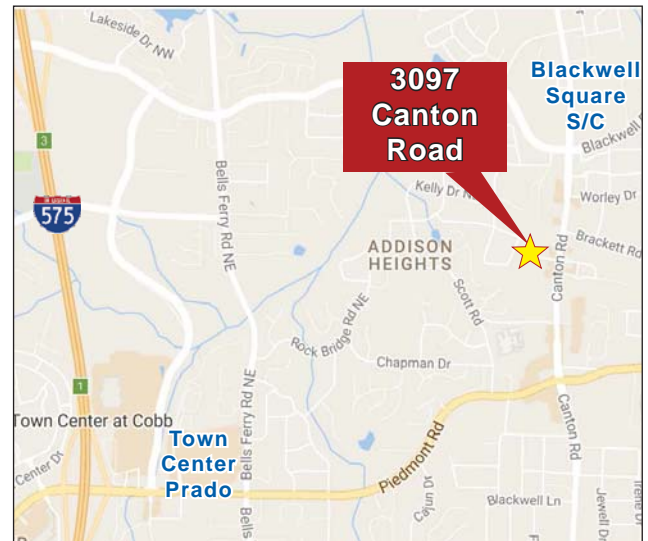 Lakeside Dr NW
3097
Canton
Road
Blackwell
Square
S/C
Blackwell
3
575
Bells Ferry Rd NE
Kelly Dr N
Worley Dr
Brackett Rd
ADDISON
HEIGHTS
Canton Rd
Scott Rd
Rock Bridge Rd NE
Chapman Dr
1
Town Center at Cobb
Town
Center
Prado
Center Dr
Bells Ferry Rd NE
Piedmont Rd
Canton Rd
Cajun Dr
Blackwell Ln
Jewell D
Irene D
Bells